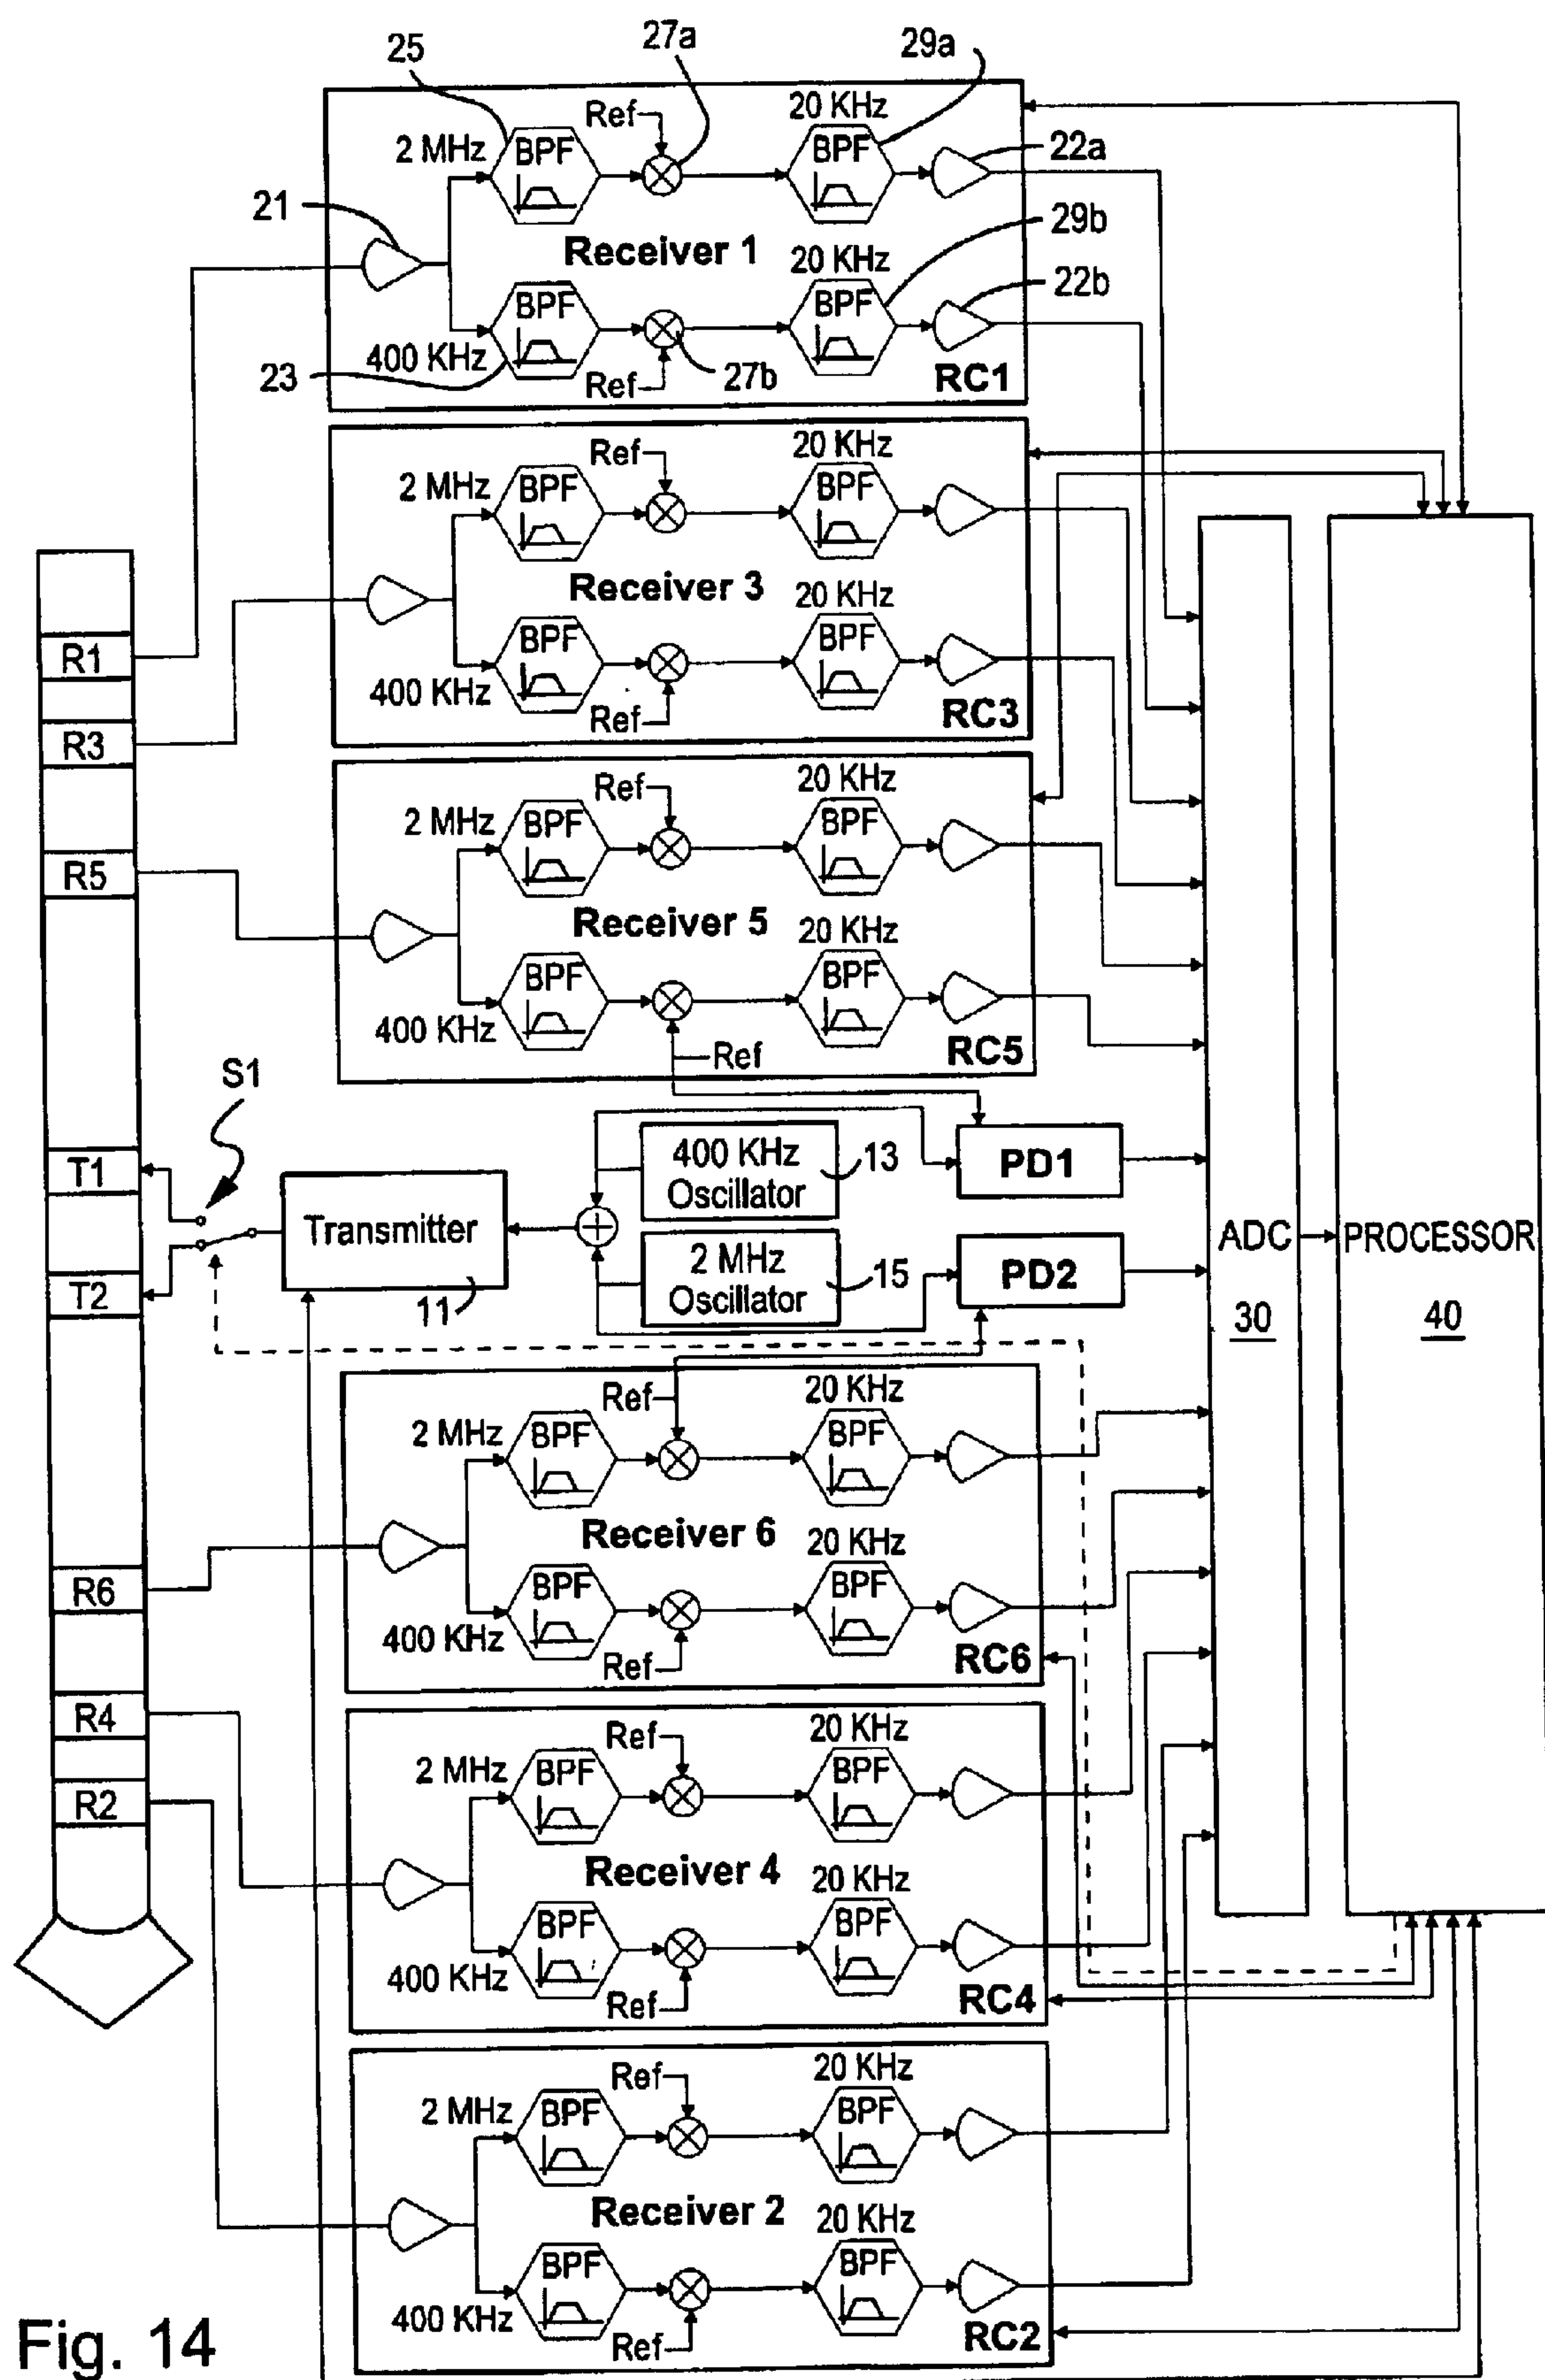 25
27a
29a
Ref
20 KHz
2 MHz
BPF
BPF
22a
21
Receiver 1
29b
20 KHz
BPF
BPF
22b
400 KHz
23
Ref
27b
RC1
Ref
20 KHz
2 MHz
BPF
BPF
Receiver 3
20 KHz
BPF
BPF
400 KHz
Ref
RC3
R1
R3
Ref
20 KHz
2 MHz
BPF
BPF
R5
Receiver 5
20 KHz
BPF
BPF
400 KHz
Ref
RC5
S1
T1
T2
Transmitter
11
400 KHz
Oscillator
13
2 MHz
Oscillator
15
PD1
PD2
ADC
30
PROCESSOR
40
Ref
20 KHz
2 MHz
BPF
BPF
Receiver 6
20 KHz
R6
BPF
BPF
400 KHz
Ref
RC6
R4
Ref
20 KHz
2 MHz
BPF
BPF
R2
Receiver 4
20 KHz
BPF
BPF
400 KHz
Ref
RC4
Ref
20 KHz
2 MHz
BPF
BPF
Receiver 2
20 KHz
BPF
BPF
400 KHz
Ref
RC2
Fig. 14